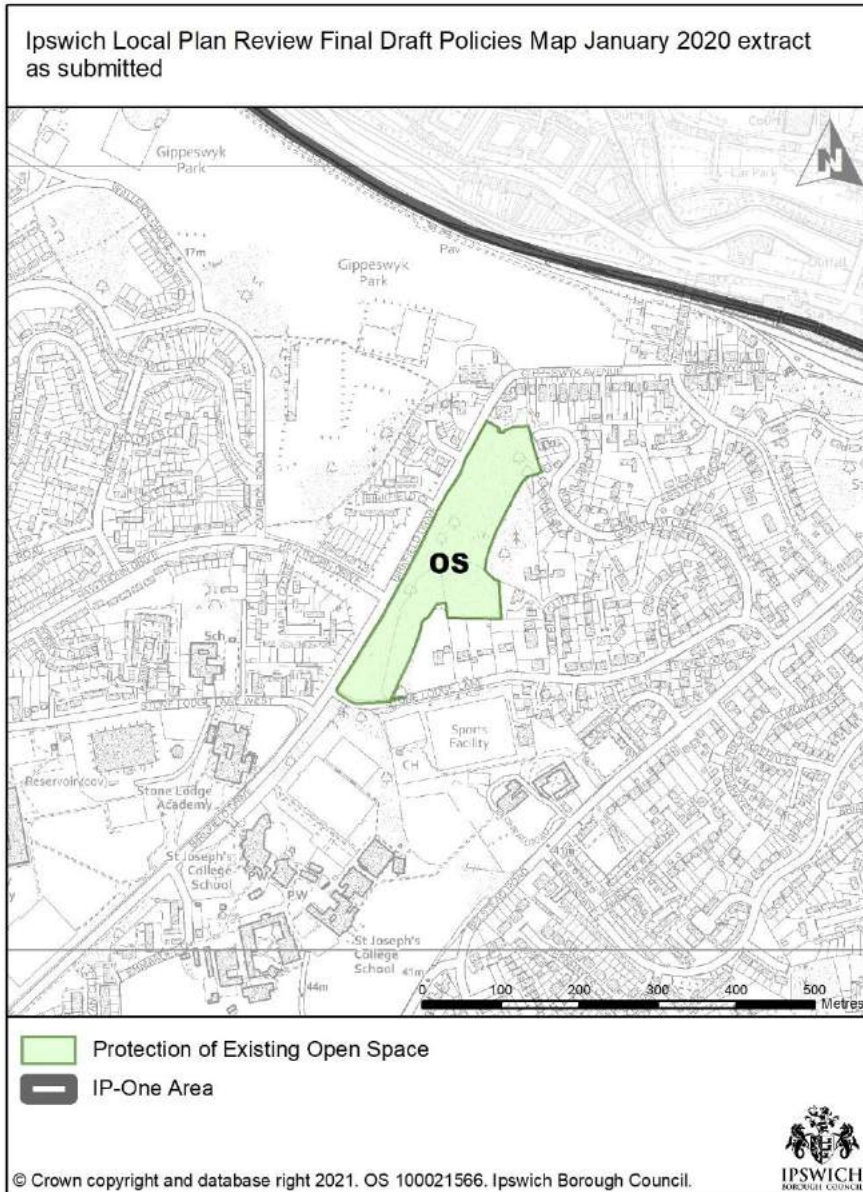 Ipswich Local Plan Review Final Draft Policies Map January 2020 extract
as submitted
Gippeswyk
Park
N
17m
Pav
Gippeswyk
Park
OS
Sch
Sports
Facility
CH
Reservoir (cov)
Stone Lodge
Academy
St Joseph's
College
School
PW
St Joseph's
College
School
41m
41m
44m
0 100 200 300 400 500
Metres
Protection of Existing Open Space
IP-One Area
© Crown copyright and database right 2021. OS 100021566. Ipswich Borough Council.
IPSWICH
BOROUGH COUNCIL